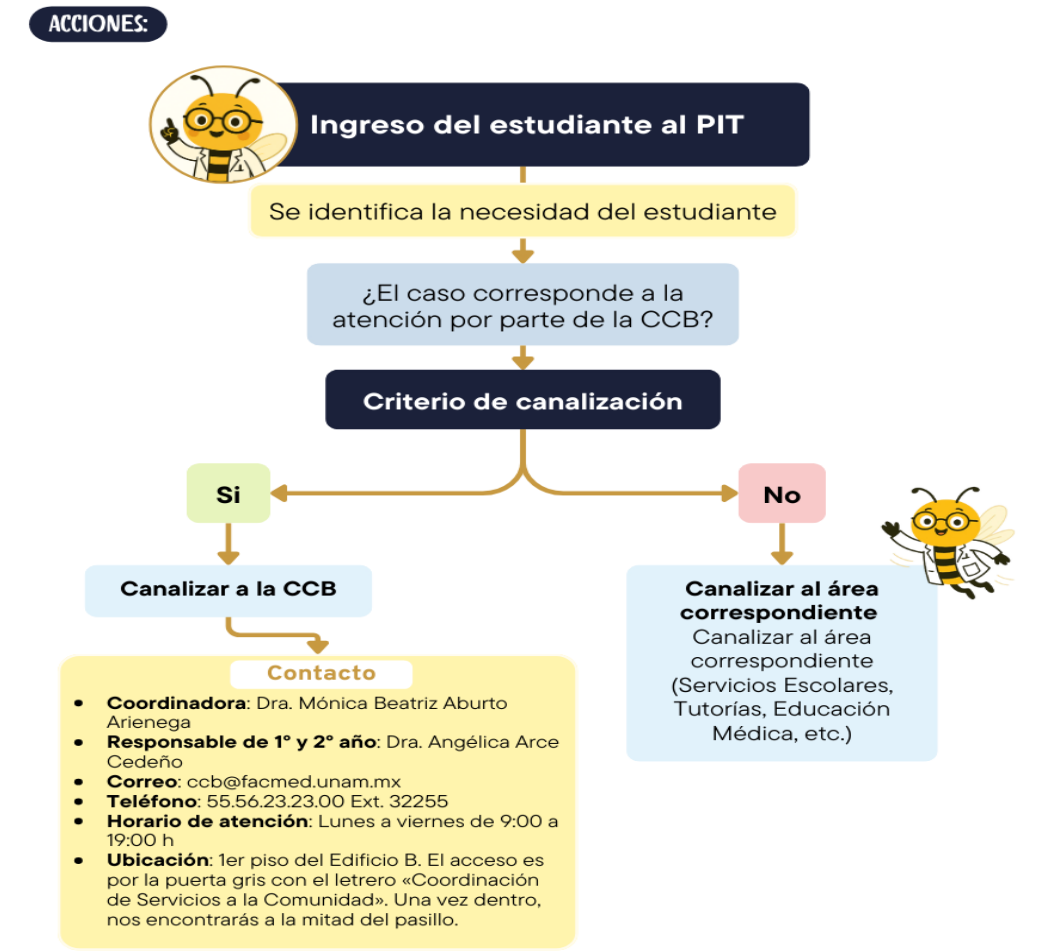 ACCIONES:
Ingreso del estudiante al PIT
Se identifica la necesidad del estudiante
¿El caso corresponde a la
atención por parte de la CCB?
Criterio de canalización
Si
No
Canalizar a la CCB
Contacto
• Coordinadora: Dra. Mónica Beatriz Aburto
Arienega
• Responsable de 1º y 2º año: Dra. Angélica Arce
Cedeño
• Correo: ccb@facmed.unam.mx
• Teléfono: 55.56.23.23.00 Ext. 32255
• Horario de atención: Lunes a viernes de 9:00 a
19:00 h
• Ubicación: 1er piso del Edificio B. El acceso es
por la puerta gris con el letrero «Coordinación
de Servicios a la Comunidad». Una vez dentro,
nos encontrarás a la mitad del pasillo.
Canalizar al área
correspondiente
Canalizar al área
correspondiente
(Servicios Escolares,
Tutorías, Educación
Médica, etc.)